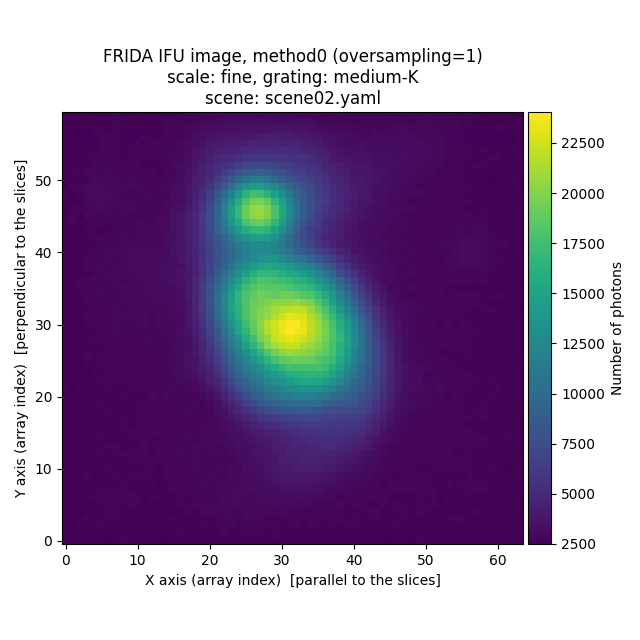 FRIDA IFU image, method0 (oversampling=1)
scale: fine, grating: medium-K
scene: scene02.yaml
Y axis (array index)  [perpendicular to the slices]
50
40
30
20
10
0
0 10 20 30 40 50 60
X axis (array index)  [parallel to the slices]
22500
20000
17500
15000
12500
10000
7500
5000
2500
Number of photons